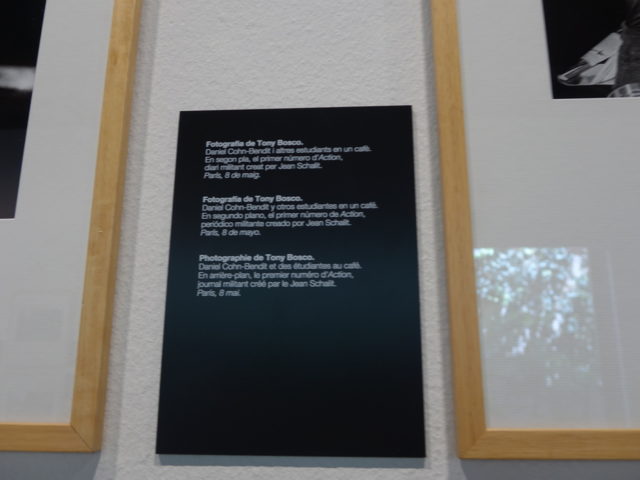 Fotografia de Tony Bosco.
Daniel Cohn-Bendit i altres estudiants en un cafè.
En segon pla, el primer número d'Action,
diari militant creat per Jean Schalit.
París, 8 de maig.
Fotografía de Tony Bosco.
Daniel Cohn-Bendit y otros estudiantes en un café.
En segundo plano, el primer número de Action,
periódico militante creado por Jean Schalit.
París, 8 de mayo.
Photographie de Tony Bosco.
Daniel Cohn-Bendit et des étudiantes au café.
En arrière-plan, le premier numéro d'Action,
journal militant créé par le Jean Schalit.
Paris, 8 mai.